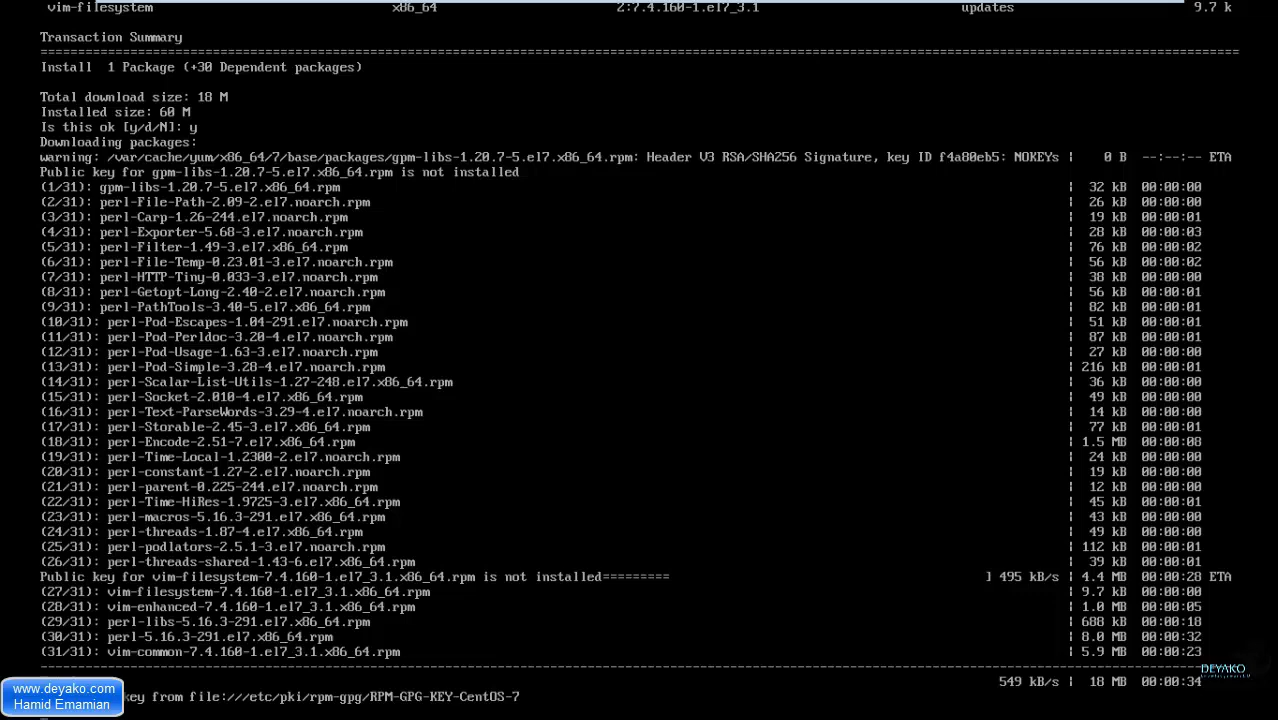 vim-filesystem x86_64 2:7.4.160-1.el7_3.1 updates 9.7 k
Transaction Summary
================================================================================
Install 1 Package (+30 Dependent packages)
Total download size: 18 M
Installed size: 60 M
Is this ok [y/d/N]: y
Downloading packages:
warning: /var/cache/yum/x86_64/7/base/packages/gpm-libs-1.20.7-5.el7.x86_64.rpm: Header V3 RSA/SHA256 Signature, key ID f4a80eb5: NOKEYs | 0 B --:--:-- ETA
Public key for gpm-libs-1.20.7-5.el7.x86_64.rpm is not installed
(1/31): gpm-libs-1.20.7-5.el7.x86_64.rpm | 32 kB 00:00:00
(2/31): perl-File-Path-2.09-2.el7.noarch.rpm | 26 kB 00:00:00
(3/31): perl-Carp-1.26-244.el7.noarch.rpm | 19 kB 00:00:01
(4/31): perl-Exporter-5.68-3.el7.noarch.rpm | 28 kB 00:00:03
(5/31): perl-Filter-1.49-3.el7.x86_64.rpm | 76 kB 00:00:02
(6/31): perl-File-Temp-0.23.01-3.el7.noarch.rpm | 56 kB 00:00:02
(7/31): perl-HTTP-Tiny-0.033-3.el7.noarch.rpm | 38 kB 00:00:00
(8/31): perl-Getopt-Long-2.40-2.el7.noarch.rpm | 56 kB 00:00:01
(9/31): perl-PathTools-3.40-5.el7.x86_64.rpm | 82 kB 00:00:01
(10/31): perl-Pod-Escapes-1.04-291.el7.noarch.rpm | 51 kB 00:00:01
(11/31): perl-Pod-Perldoc-3.20-4.el7.noarch.rpm | 87 kB 00:00:01
(12/31): perl-Pod-Usage-1.63-3.el7.noarch.rpm | 27 kB 00:00:00
(13/31): perl-Pod-Simple-3.28-4.el7.noarch.rpm | 216 kB 00:00:01
(14/31): perl-Scalar-List-Utils-1.27-248.el7.x86_64.rpm | 36 kB 00:00:00
(15/31): perl-Socket-2.010-4.el7.x86_64.rpm | 49 kB 00:00:00
(16/31): perl-Text-ParseWords-3.29-4.el7.noarch.rpm | 14 kB 00:00:00
(17/31): perl-Storable-2.45-3.el7.x86_64.rpm | 77 kB 00:00:01
(18/31): perl-Encode-2.51-7.el7.x86_64.rpm | 1.5 MB 00:00:08
(19/31): perl-Time-Local-1.2300-2.el7.noarch.rpm | 24 kB 00:00:00
(20/31): perl-constant-1.27-2.el7.noarch.rpm | 19 kB 00:00:00
(21/31): perl-parent-0.225-244.el7.noarch.rpm | 12 kB 00:00:00
(22/31): perl-Time-HiRes-1.9725-3.el7.x86_64.rpm | 45 kB 00:00:01
(23/31): perl-macros-5.16.3-291.el7.x86_64.rpm | 43 kB 00:00:00
(24/31): perl-threads-1.87-4.el7.x86_64.rpm | 49 kB 00:00:00
(25/31): perl-podlators-2.5.1-3.el7.noarch.rpm | 112 kB 00:00:01
(26/31): perl-threads-shared-1.43-6.el7.x86_64.rpm | 39 kB 00:00:01
Public key for vim-filesystem-7.4.160-1.el7_3.1.x86_64.rpm is not installed========= ] 495 kB/s | 4.4 MB 00:00:28 ETA
(27/31): vim-filesystem-7.4.160-1.el7_3.1.x86_64.rpm | 9.7 kB 00:00:00
(28/31): vim-enhanced-7.4.160-1.el7_3.1.x86_64.rpm | 1.0 MB 00:00:05
(29/31): perl-libs-5.16.3-291.el7.x86_64.rpm | 688 kB 00:00:18
(30/31): perl-5.16.3-291.el7.x86_64.rpm | 8.0 MB 00:00:32
(31/31): vim-common-7.4.160-1.el7_3.1.x86_64.rpm | 5.9 MB 00:00:23
--------------------------------------------------------------------------------
549 kB/s | 18 MB 00:00:34
key from file:///etc/pki/rpm-gpg/RPM-GPG-KEY-CentOS-7
www.deyako.com
Hamid Emamian
DEYAKO